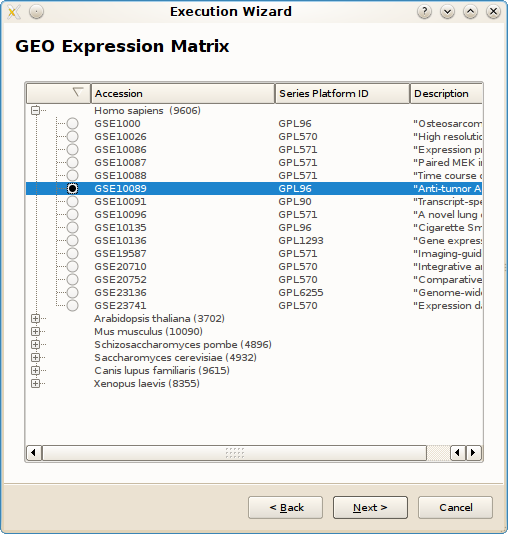 Execution Wizard
GEO Expression Matrix
Accession Series Platform ID Description
Homo sapiens (9606)
GSE1000 GPL96 "Osteosarcom
GSE10026 GPL570 "High resolutic
GSE10086 GPL571 "Expression pr
GSE10087 GPL571 "Paired MEK i
GSE10088 GPL571 "Time course o
GSE10089 GPL96 "Anti-tumor A
GSE10091 GPL90 "Transcript-spe
GSE10096 GPL571 "A novel lung
GSE10135 GPL96 "Cigarette Sm
GSE10136 GPL1293 "Gene express
GSE19587 GPL571 "Imaging-guid
GSE20710 GPL570 "Integrative a
GSE20752 GPL570 "Comparative
GSE23136 GPL6255 "Genome-wide
GSE23741 GPL570 "Expression da
Arabidopsis thaliana (3702)
Mus musculus (10090)
Schizosaccharomyces pombe (4896)
Saccharomyces cerevisiae (4932)
Canis lupus familiaris (9615)
Xenopus laevis (8355)
< Back Next > Cancel